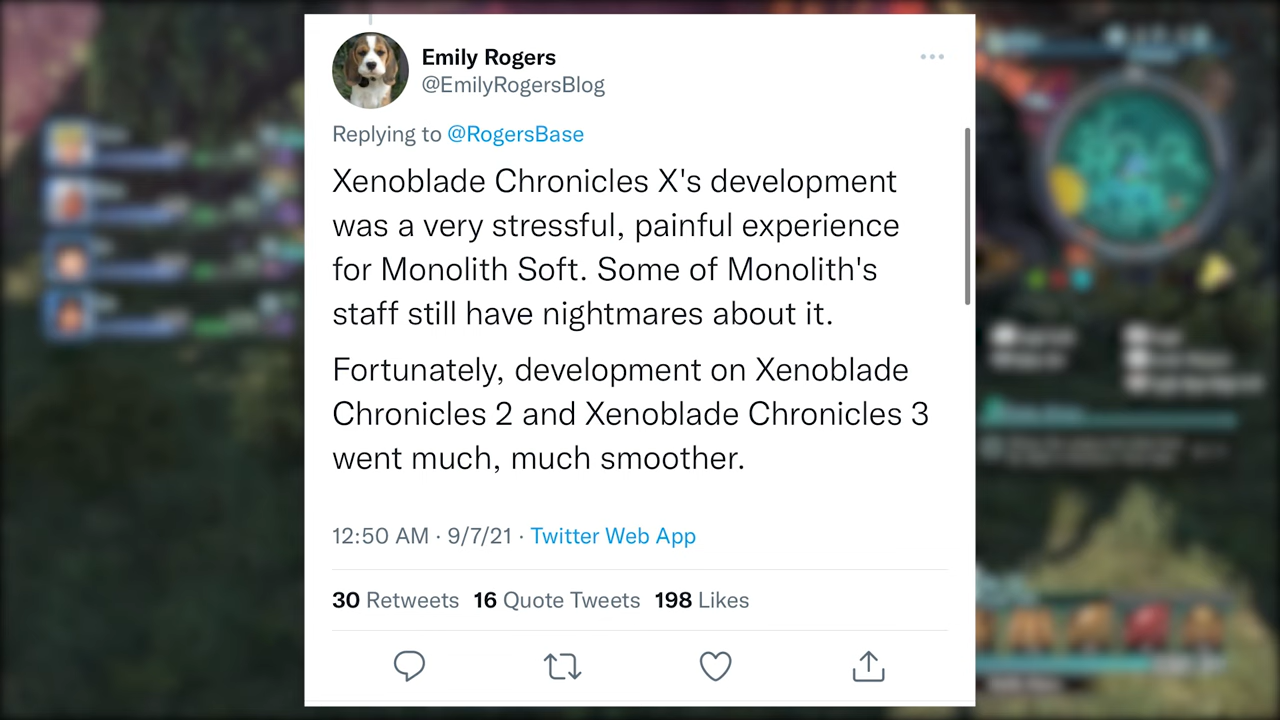 Emily Rogers
@EmilyRogersBlog
Replying to @RogersBase
Xenoblade Chronicles X's development
was a very stressful, painful experience
for Monolith Soft. Some of Monolith's
staff still have nightmares about it.
Fortunately, development on Xenoblade
Chronicles 2 and Xenoblade Chronicles 3
went much, much smoother.
12:50 AM · 9/7/21 · Twitter Web App
30 Retweets 16 Quote Tweets 198 Likes